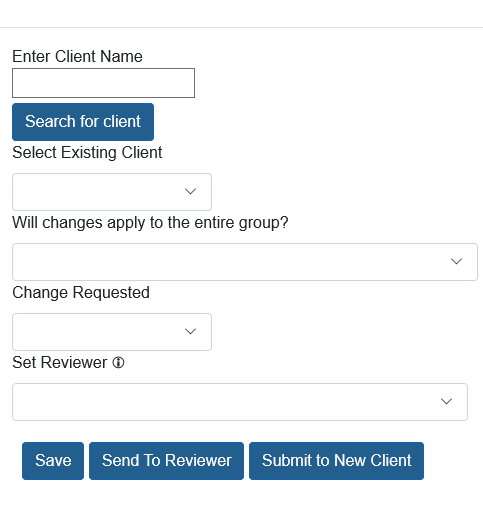 Enter Client Name
Search for client
Select Existing Client
Will changes apply to the entire group?
Change Requested
Set Reviewer
Save Send To Reviewer Submit to New Client